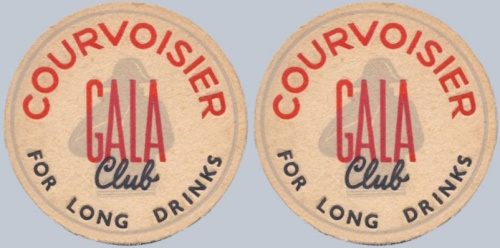 COURVOISIER
GALA
Club
FOR LONG DRINKS
COURVOISIER
GALA
Club
FOR LONG DRINKS